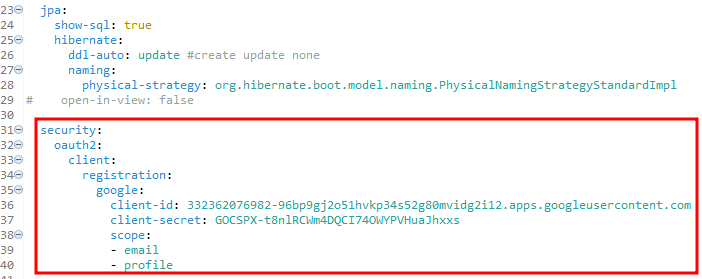 23 jpa:
24 show-sql: true
25 hibernate:
26 ddl-auto: update #create update none
27 naming:
28 physical-strategy: org.hibernate.boot.model.naming.PhysicalNamingStrategyStandardImpl
29 # open-in-view: false
30
31 security:
32 oauth2:
33 client:
34 registration:
35 google:
36 client-id: 332362076982-96bp9gj2o51hvkp34s52g80mvidg2i12.apps.googleusercontent.com
37 client-secret: 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
38 scope:
39 - email
40 - profile